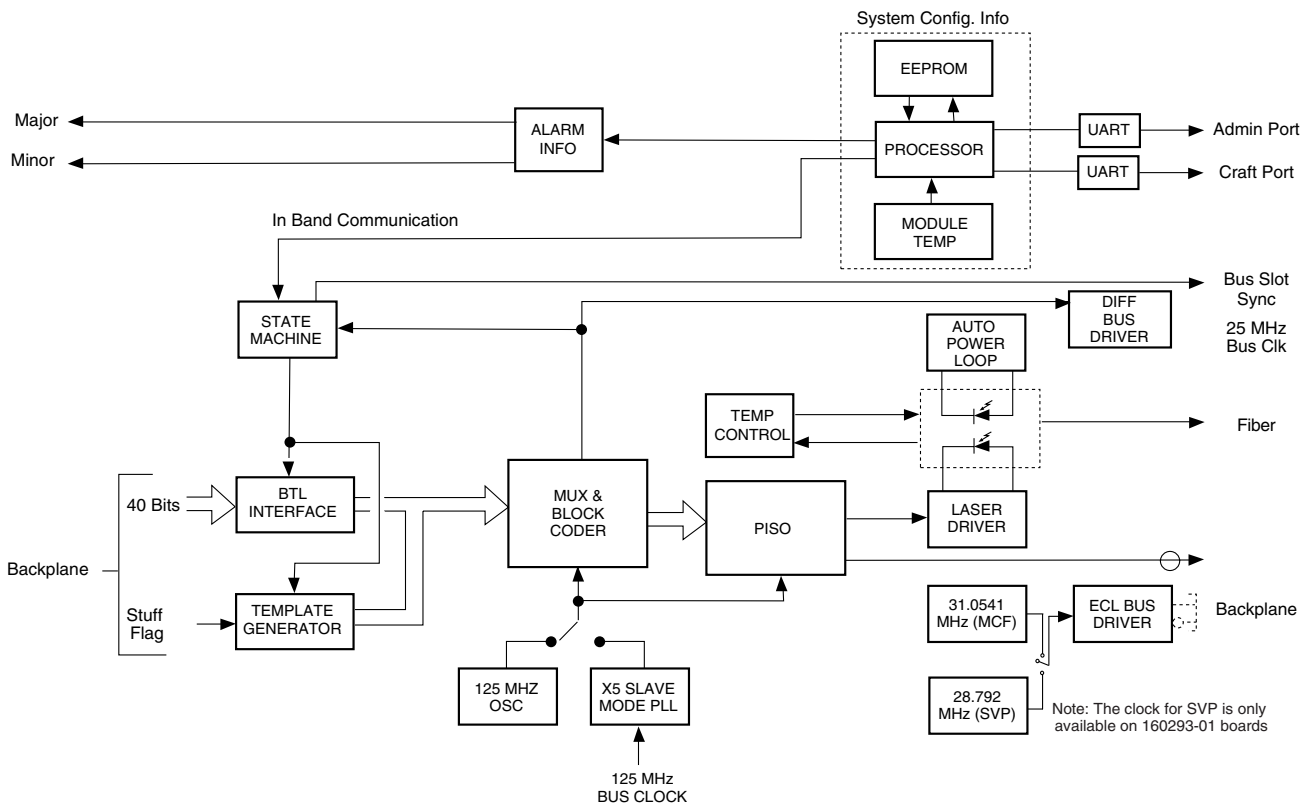 System Config. Info
EEPROM
Major
Minor
ALARM
INFO
PROCESSOR
UART
Admin Port
UART
Craft Port
MODULE
TEMP
In Band Communication
STATE
MACHINE
Bus Slot
Sync
25 MHz
Bus Clk
DIFF
BUS
DRIVER
AUTO
POWER
LOOP
TEMP
CONTROL
Fiber
40 Bits
BTL
INTERFACE
MUX &
BLOCK
CODER
PISO
LASER
DRIVER
Backplane
Stuff
Flag
TEMPLATE
GENERATOR
31.0541
MHz (MCF)
ECL BUS
DRIVER
Backplane
125 MHZ
OSC
X5 SLAVE
MODE PLL
28.792
MHz (SVP)
Note: The clock for SVP is only
available on 160293-01 boards
125 MHz
BUS CLOCK